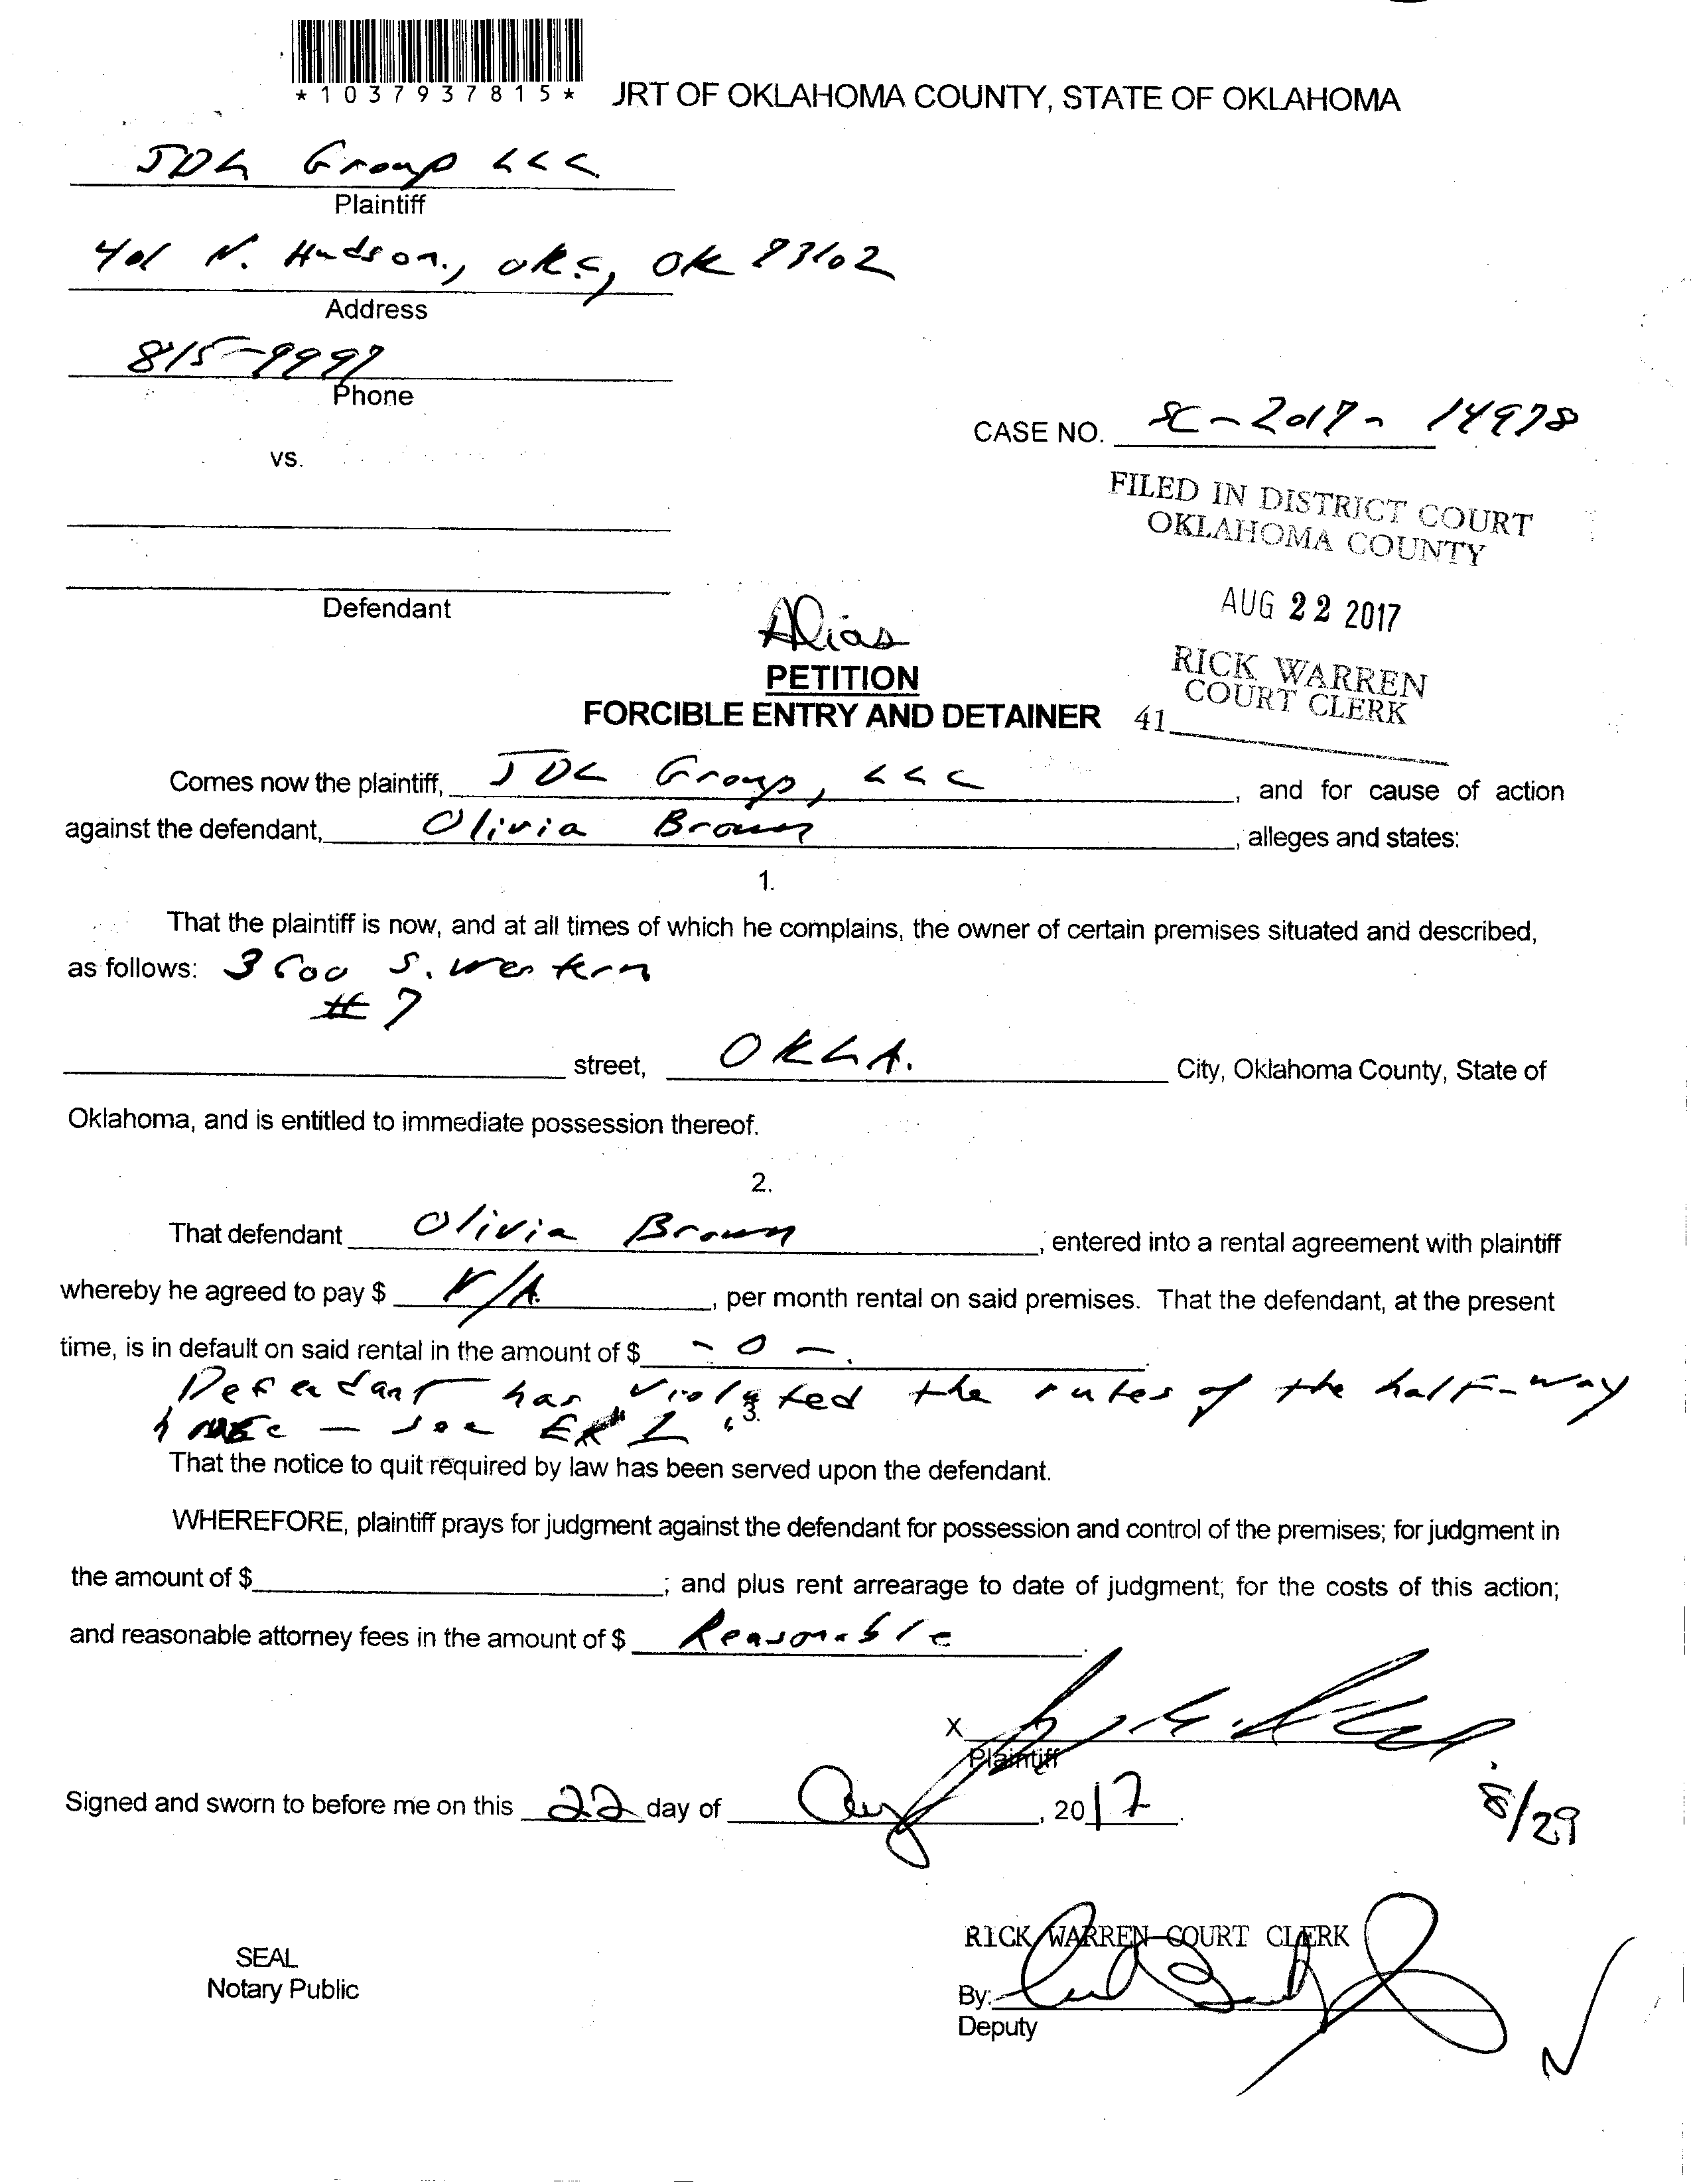 *1037937815*
JRT OF OKLAHOMA COUNTY, STATE OF OKLAHOMA
JDL Group LLC
Plaintiff
401 N. Hudson, OKC, OK 73102
Address
815-9997
Phone
CASE NO. SC-2017-14978
vs.
FILED IN DISTRICT COURT
OKLAHOMA COUNTY
AUG 22 2017
Defendant
RICK WARREN
COURT CLERK
41
Alias
PETITION
FORCIBLE ENTRY AND DETAINER
Comes now the plaintiff, JDL Group, LLC, and for cause of action
against the defendant, Olivia Brown, alleges and states:
1.
That the plaintiff is now, and at all times of which he complains, the owner of certain premises situated and described,
as follows: 3600 S. Western
#7
street, OKLA. City, Oklahoma County, State of
Oklahoma, and is entitled to immediate possession thereof.
2.
That defendant Olivia Brown, entered into a rental agreement with plaintiff
whereby he agreed to pay $ N/A, per month rental on said premises. That the defendant, at the present
time, is in default on said rental in the amount of $ -0-.
Defendant has violated the rules of the half-way
house - see EX 1.
3.
That the notice to quit required by law has been served upon the defendant.
WHEREFORE, plaintiff prays for judgment against the defendant for possession and control of the premises; for judgment in
the amount of $; and plus rent arrearage to date of judgment; for the costs of this action;
and reasonable attorney fees in the amount of $ Reasonable.
X
Plaintiff
Signed and sworn to before me on this 22 day of Aug, 2017.
8/29
RICK WARREN COURT CLERK
SEAL
Notary Public
By:
Deputy